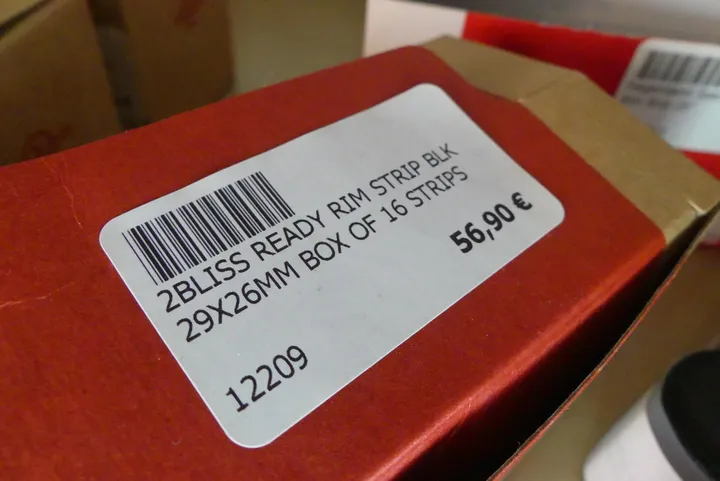 2BLISS READY RIM STRIP BLK
29X26MM BOX OF 16 STRIPS
56,90 €
12209